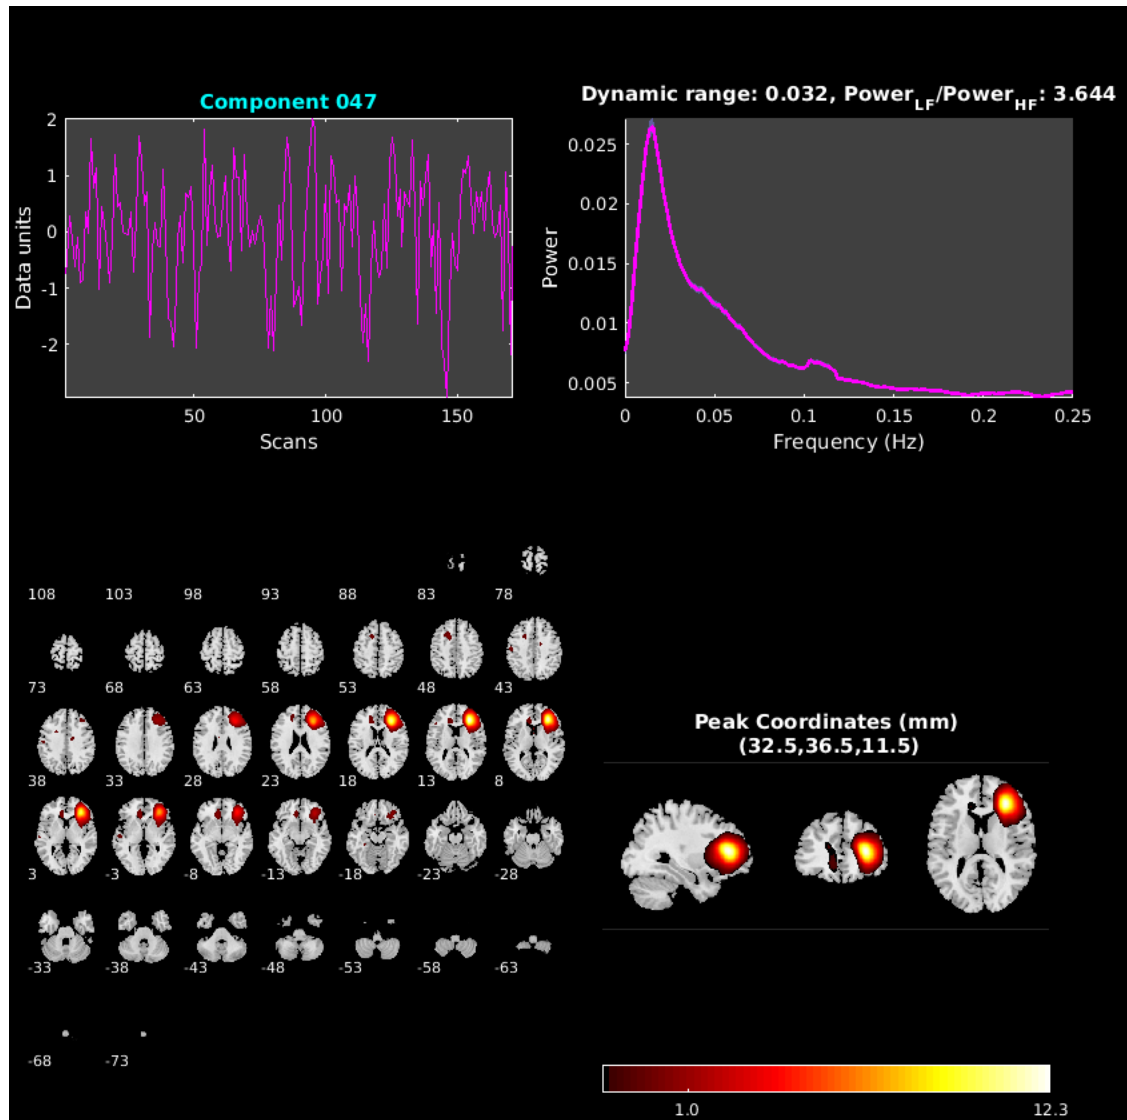 Component 047
Data units
2
1
0
-1
-2
50 100 150
Scans
Dynamic range: 0.032, Power_LF/Power_HF: 3.644
Power
0.025
0.02
0.015
0.01
0.005
0 0.05 0.1 0.15 0.2 0.25
Frequency (Hz)
108 103 98 93 88 83 78
73 68 63 58 53 48 43
38 33 28 23 18 13 8
3 -3 -8 -13 -18 -23 -28
-33 -38 -43 -48 -53 -58 -63
-68 -73
Peak Coordinates (mm)
(32.5,36.5,11.5)
1.0 12.3